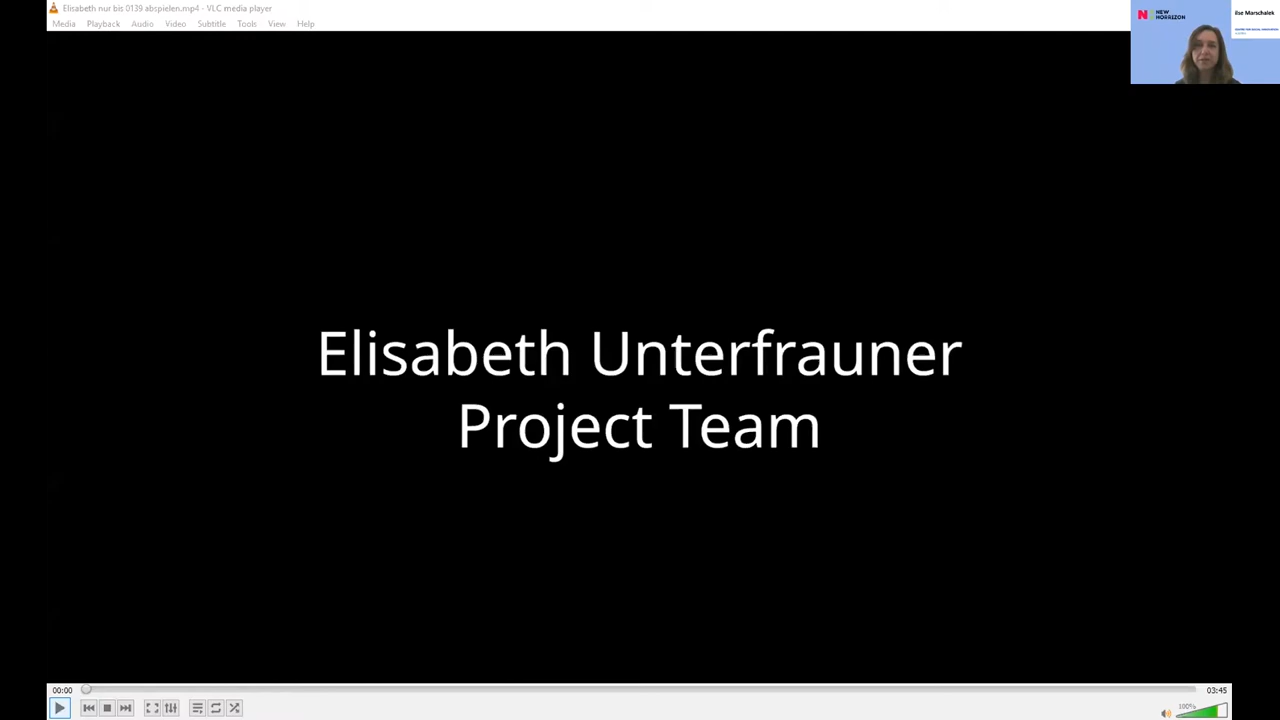 Elisabeth nur bis 0139 abspielen.mp4 - VLC media player
Media Playback Audio Video Subtitle Tools View Help
NEW
HORRIZON
Ilse Marschalek
Elisabeth Unterfrauner
Project Team
00:00
03:45
100%